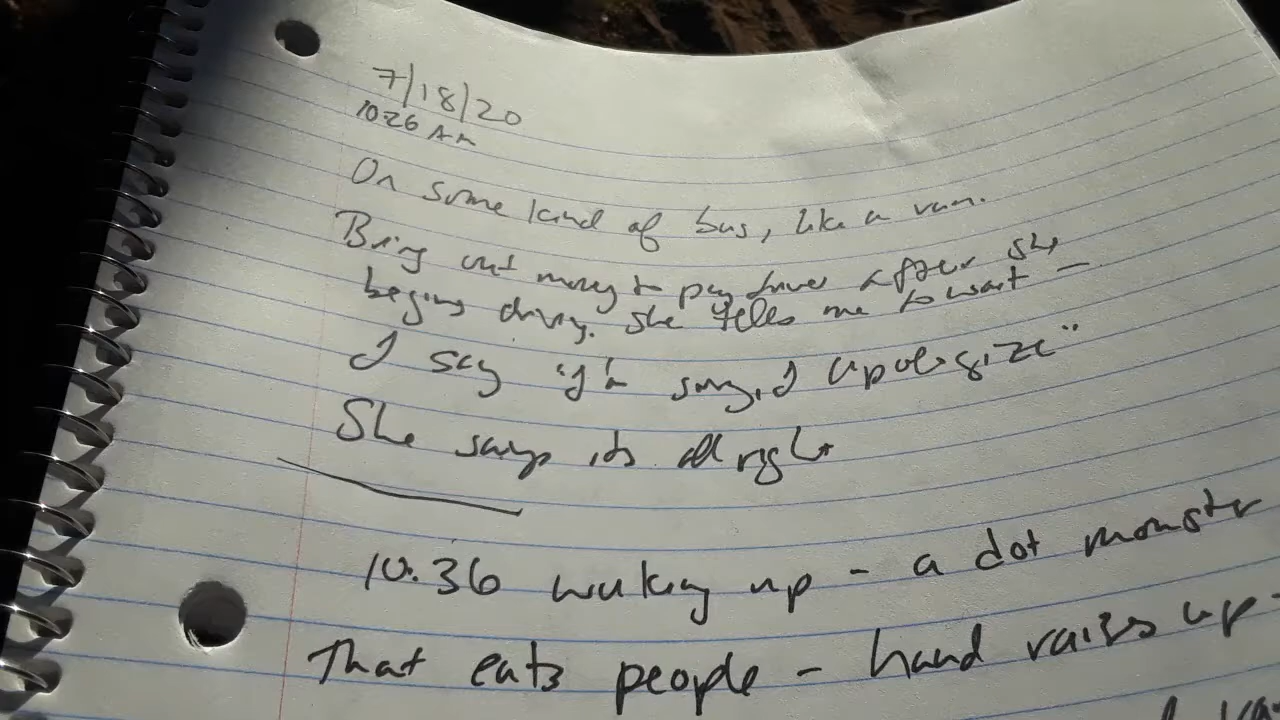 7/18/20
10:26 AM
On some kind of bus, like a van.
Bring out money to pay driver after she
begins driving. She tells me to wait —
I say "I'm sorry, I apologize"
She says its all right
10:36 waking up - a dot monster
That eats people - hand raises up -